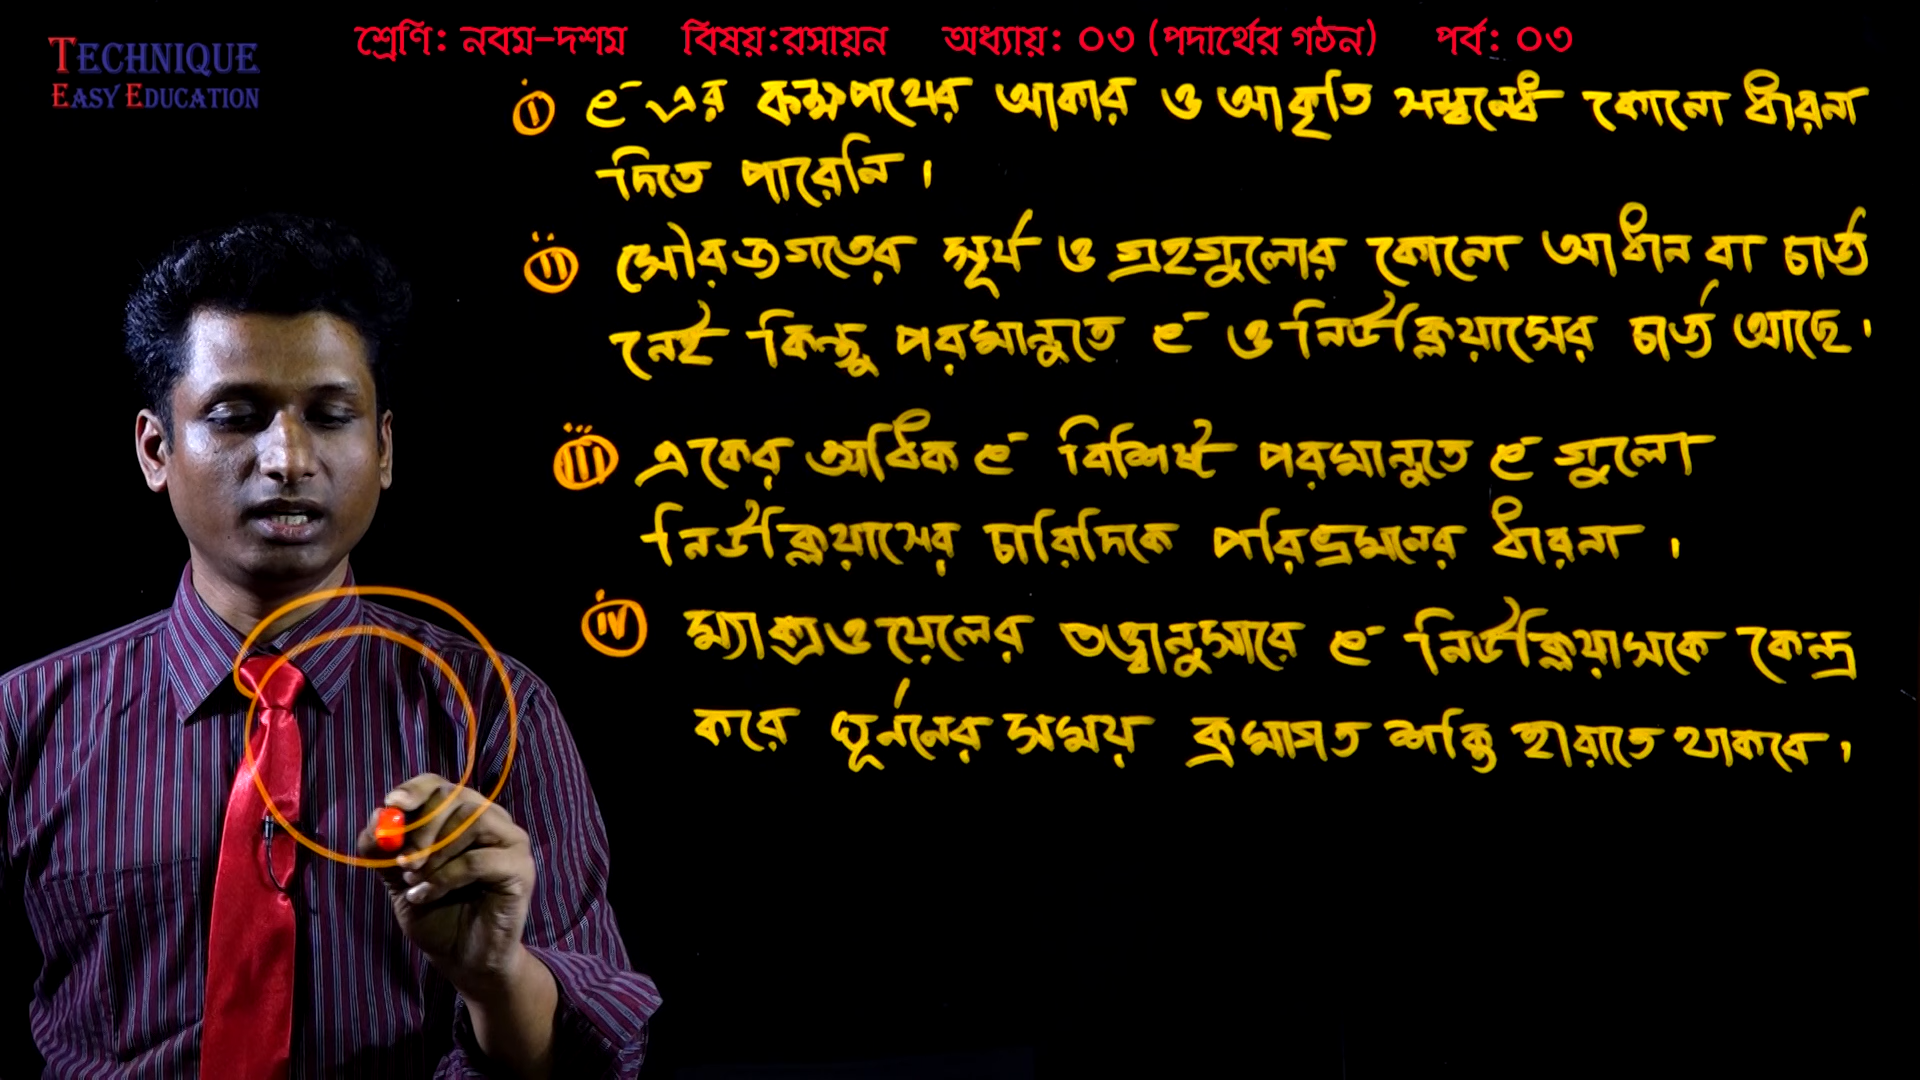 TECHNIQUE
EASY EDUCATION
শ্রেণি: নবম-দশম বিষয়:রসায়ন অধ্যায়: ০৩ (পদার্থের গঠন) পর্ব: ০৩
i e⁻ এর কক্ষপথের আকার ও আকৃতি সম্বন্ধে কোনো ধারনা
দিতে পারেনি।
ii সৌরজগতের সূর্য ও গ্রহগুলোর কোনো আধান বা চার্জ
নেই কিন্তু পরমানুতে e⁻ ও নিউক্লিয়াসের চার্জ আছে।
iii একের অধিক e⁻ বিশিষ্ট পরমানুতে e⁻ গুলো
নিউক্লিয়াসের চারিদিকে পরিভ্রমনের ধারনা।
iv ম্যাক্সওয়েলের তত্ত্বানুসারে e⁻ নিউক্লিয়াসকে কেন্দ্র
করে ঘূর্ননের সময় ক্রমাগত শক্তি হারাতে থাকবে।